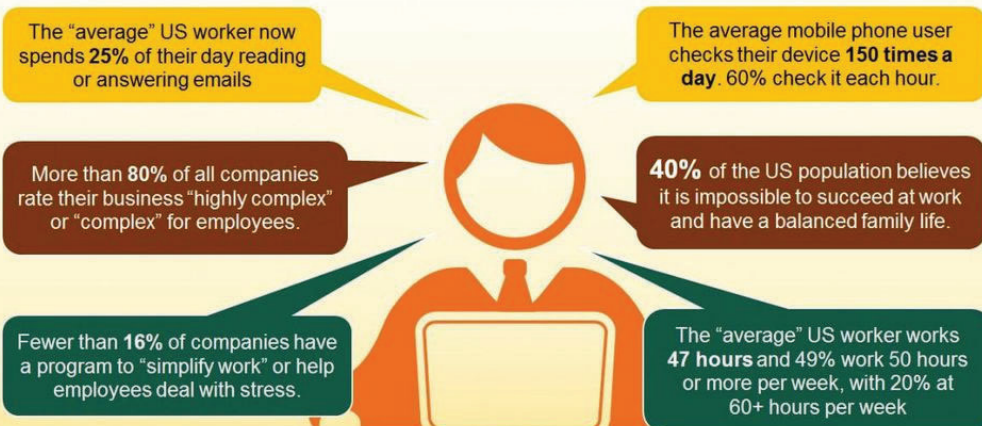 The “average” US worker now
spends 25% of their day reading
or answering emails
The average mobile phone user
checks their device 150 times a
day. 60% check it each hour.
More than 80% of all companies
rate their business “highly complex”
or “complex” for employees.
40% of the US population believes
it is impossible to succeed at work
and have a balanced family life.
Fewer than 16% of companies have
a program to “simplify work” or help
employees deal with stress.
The “average” US worker works
47 hours and 49% work 50 hours
or more per week, with 20% at
60+ hours per week